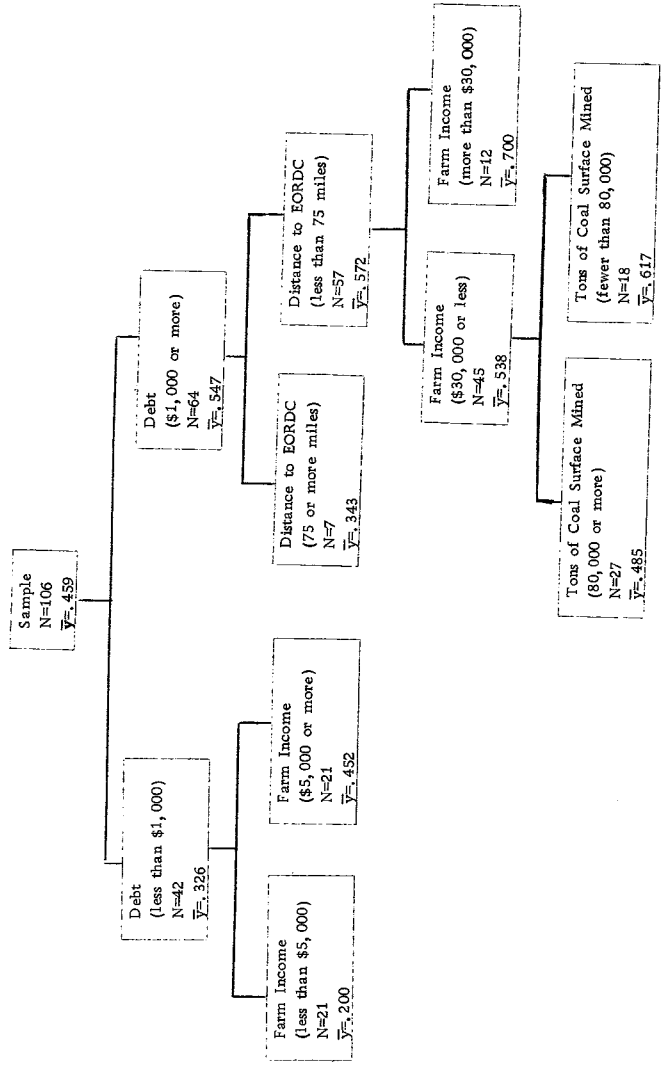 Sample
N=106
y̅=.459
Debt
(less than $1,000)
N=42
y̅=.326
Debt
($1,000 or more)
N=64
y̅=.547
Farm Income
(less than $5,000)
N=21
y̅=.200
Farm Income
($5,000 or more)
N=21
y̅=.452
Distance to EORDC
(75 or more miles)
N=7
y̅=.343
Distance to EORDC
(less than 75 miles)
N=57
y̅=.572
Farm Income
($30,000 or less)
N=45
y̅=.538
Farm Income
(more than $30,000)
N=12
y̅=.700
Tons of Coal Surface Mined
(80,000 or more)
N=27
y̅=.485
Tons of Coal Surface Mined
(fewer than 80,000)
N=18
y̅=.617